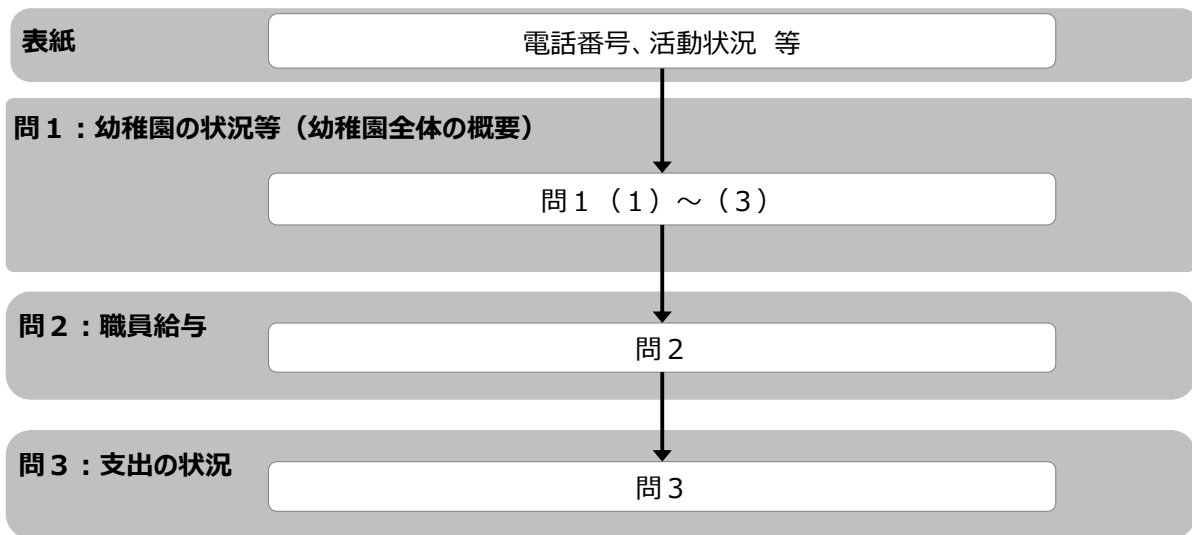 表紙
電話番号、活動状況 等
問1：幼稚園の状況等（幼稚園全体の概要）
問1（1）～（3）
問2：職員給与
問2
問3：支出の状況
問3